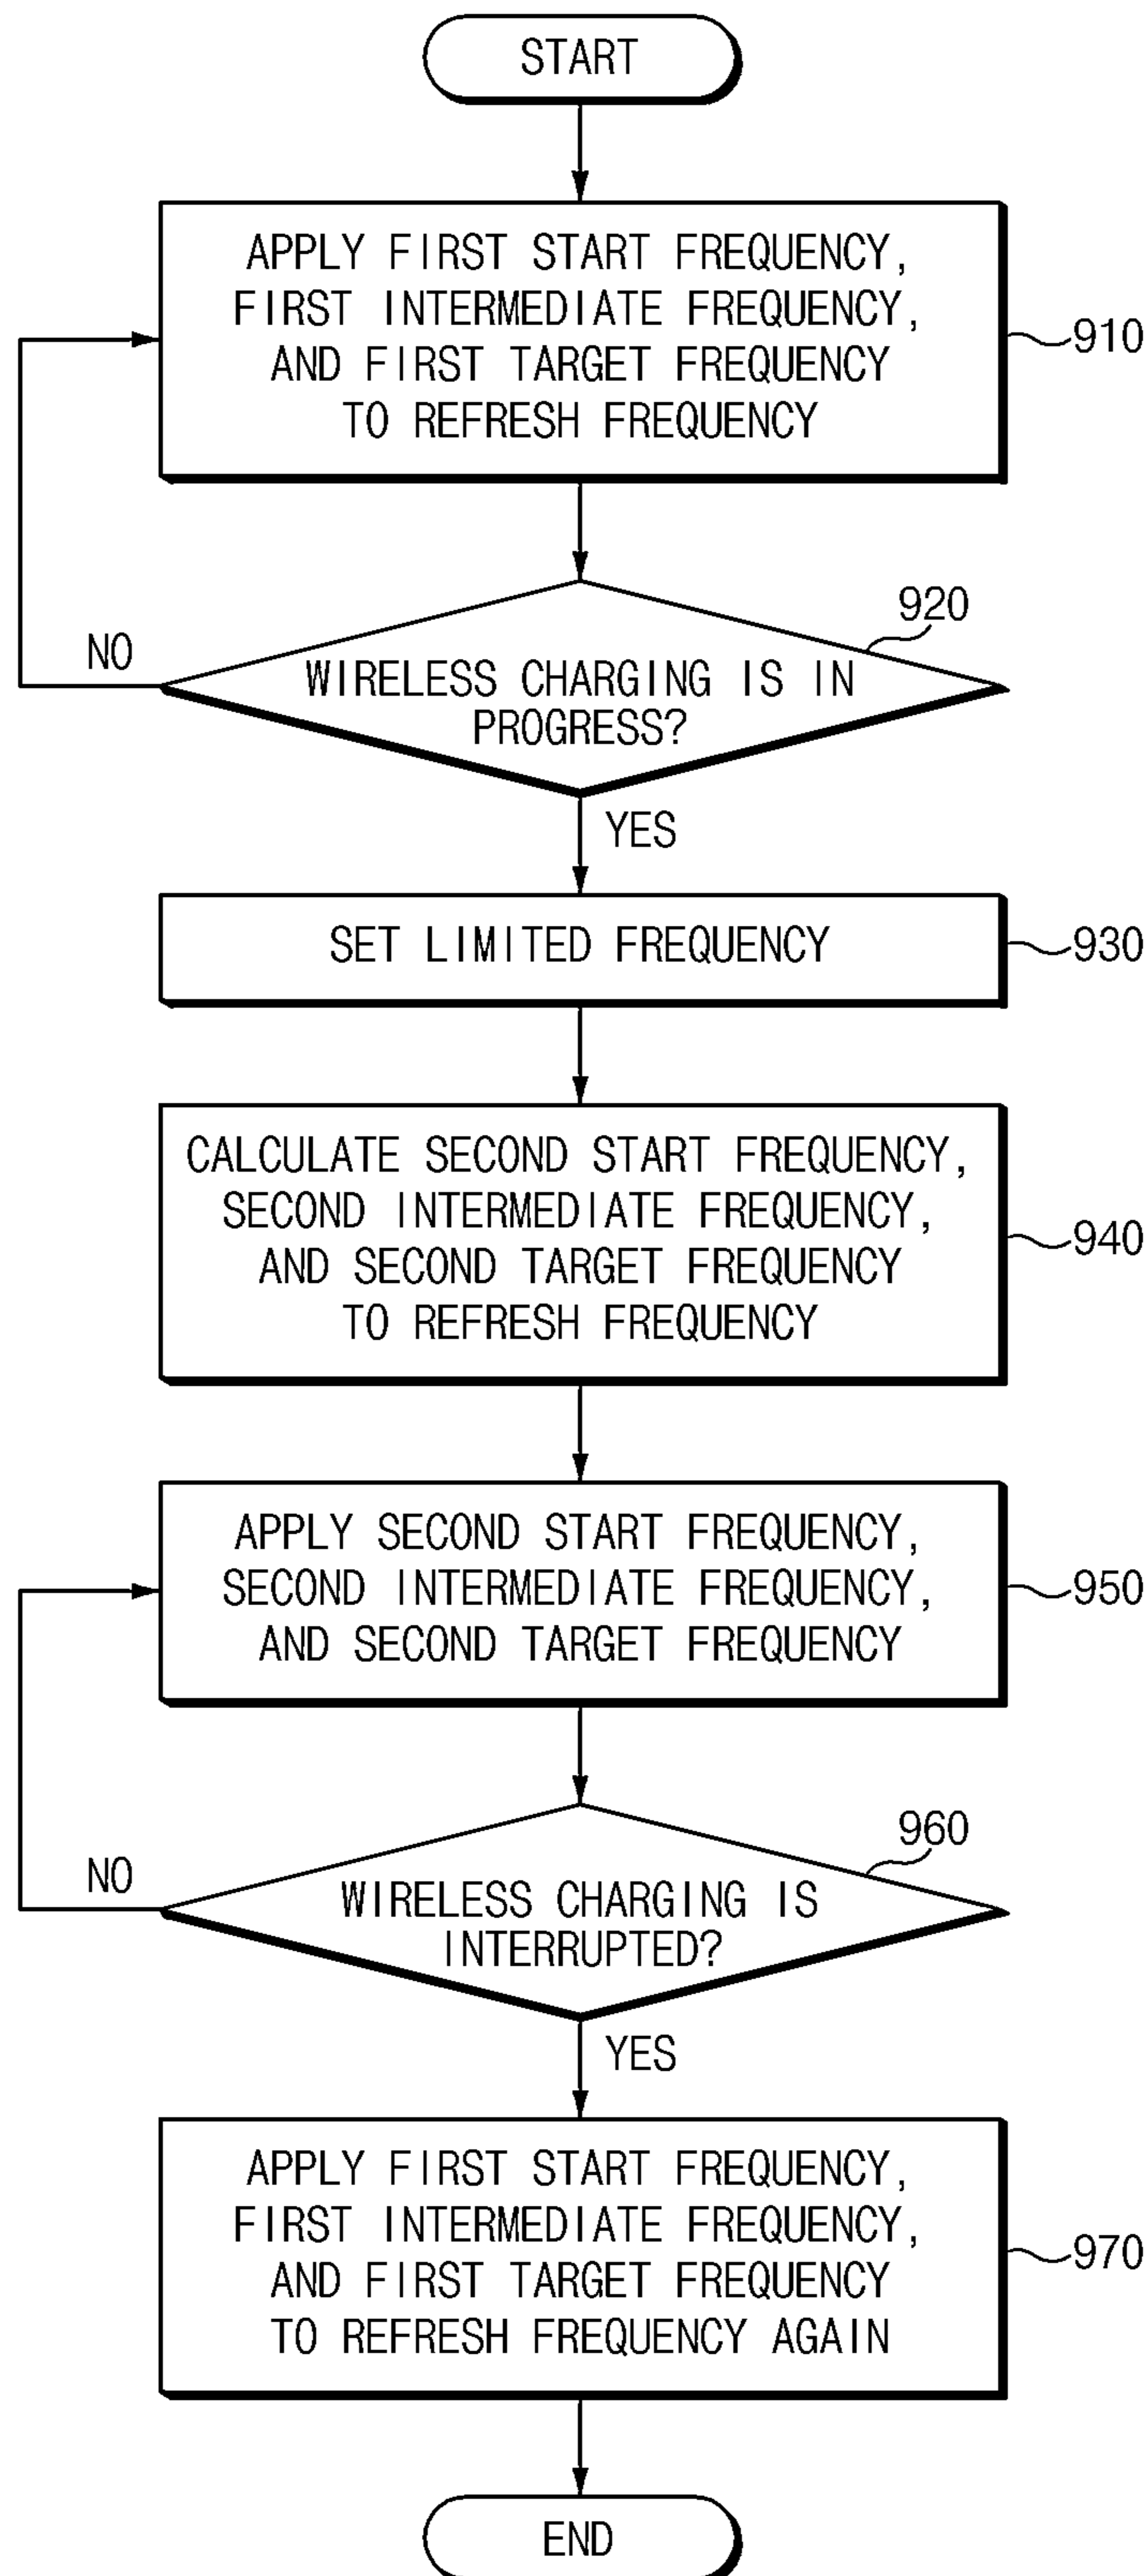 START
APPLY FIRST START FREQUENCY,
FIRST INTERMEDIATE FREQUENCY,
AND FIRST TARGET FREQUENCY
TO REFRESH FREQUENCY
910
920
NO
WIRELESS CHARGING IS IN
PROGRESS?
YES
SET LIMITED FREQUENCY
930
CALCULATE SECOND START FREQUENCY,
SECOND INTERMEDIATE FREQUENCY,
AND SECOND TARGET FREQUENCY
TO REFRESH FREQUENCY
940
APPLY SECOND START FREQUENCY,
SECOND INTERMEDIATE FREQUENCY,
AND SECOND TARGET FREQUENCY
950
960
NO
WIRELESS CHARGING IS
INTERRUPTED?
YES
APPLY FIRST START FREQUENCY,
FIRST INTERMEDIATE FREQUENCY,
AND FIRST TARGET FREQUENCY
TO REFRESH FREQUENCY AGAIN
970
END